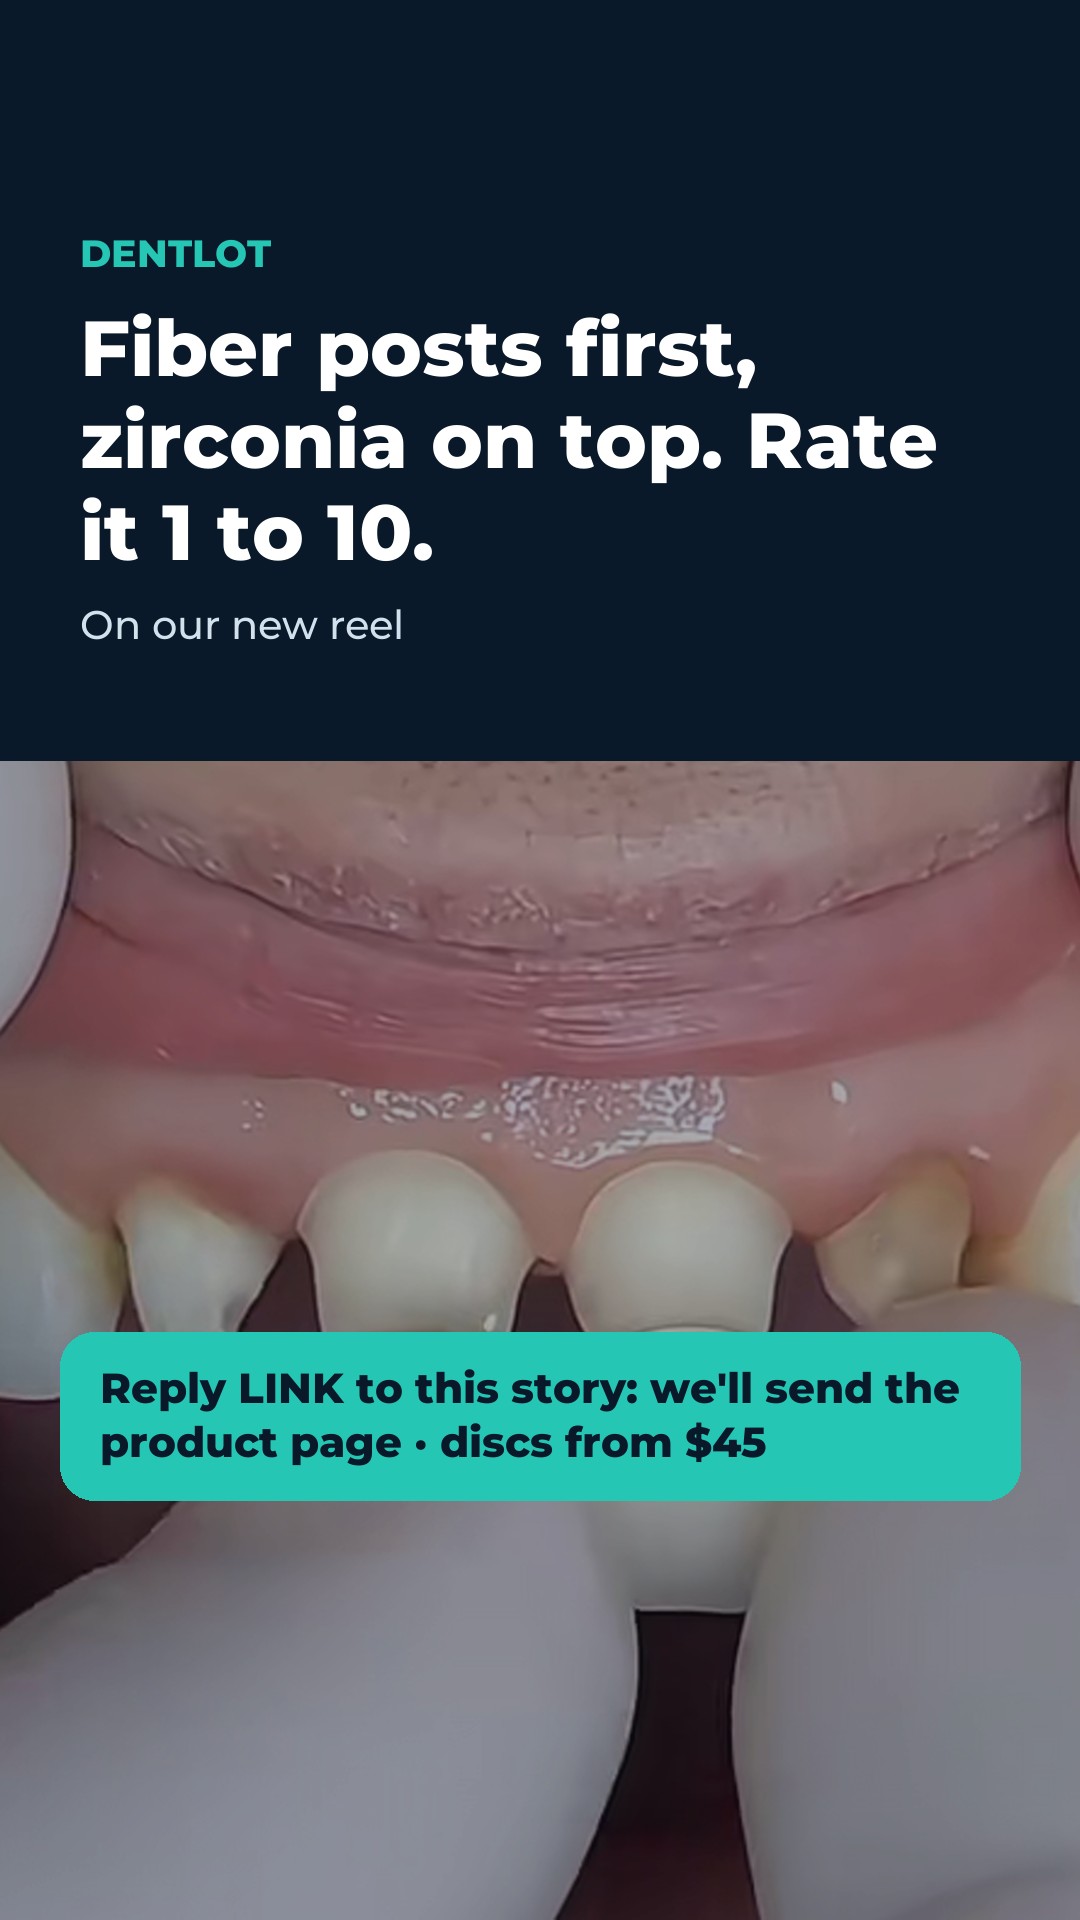 DENTLOT
Fiber posts first,
zirconia on top. Rate
it 1 to 10.
On our new reel
Reply LINK to this story: we'll send the
product page · discs from $45